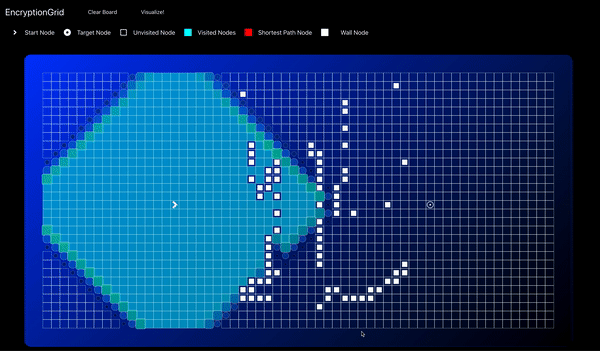 EncryptionGrid Clear Board Visualize!
Start Node Target Node Unvisited Node Visited Nodes Shortest Path Node Wall Node